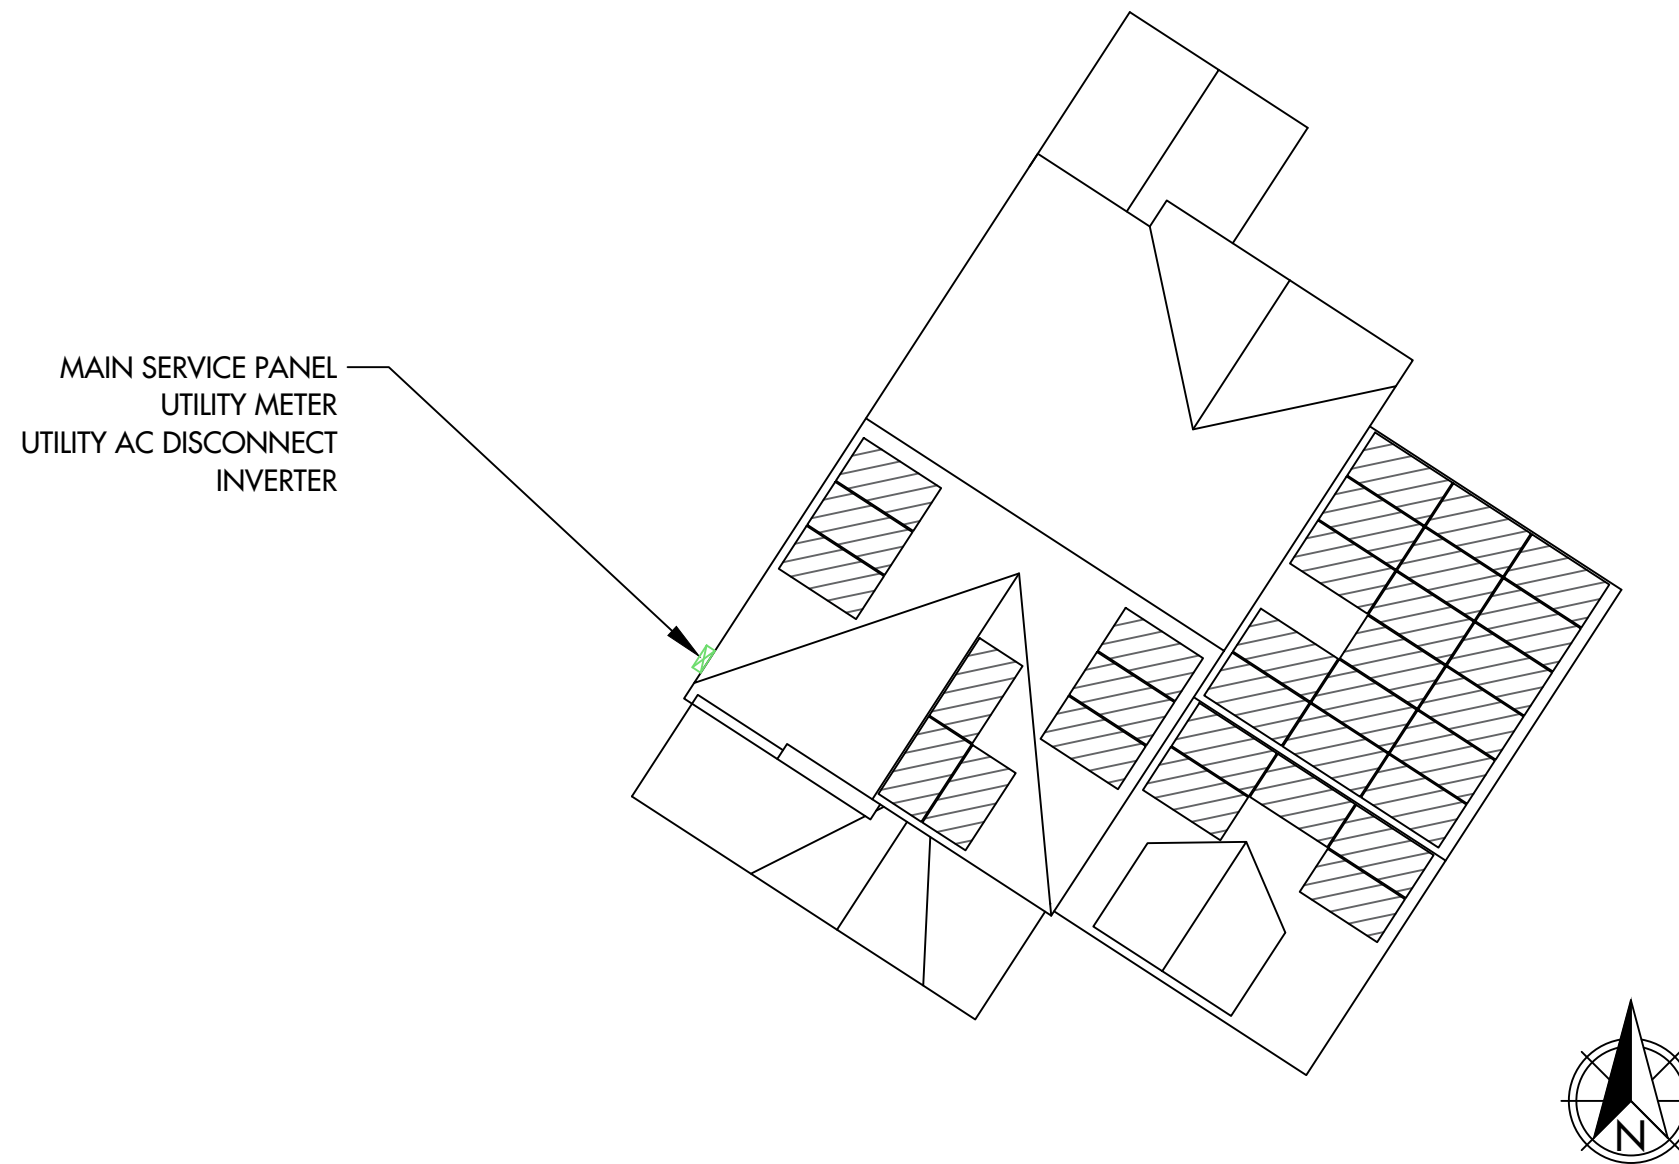 MAIN SERVICE PANEL
UTILITY METER
UTILITY AC DISCONNECT
INVERTER
N